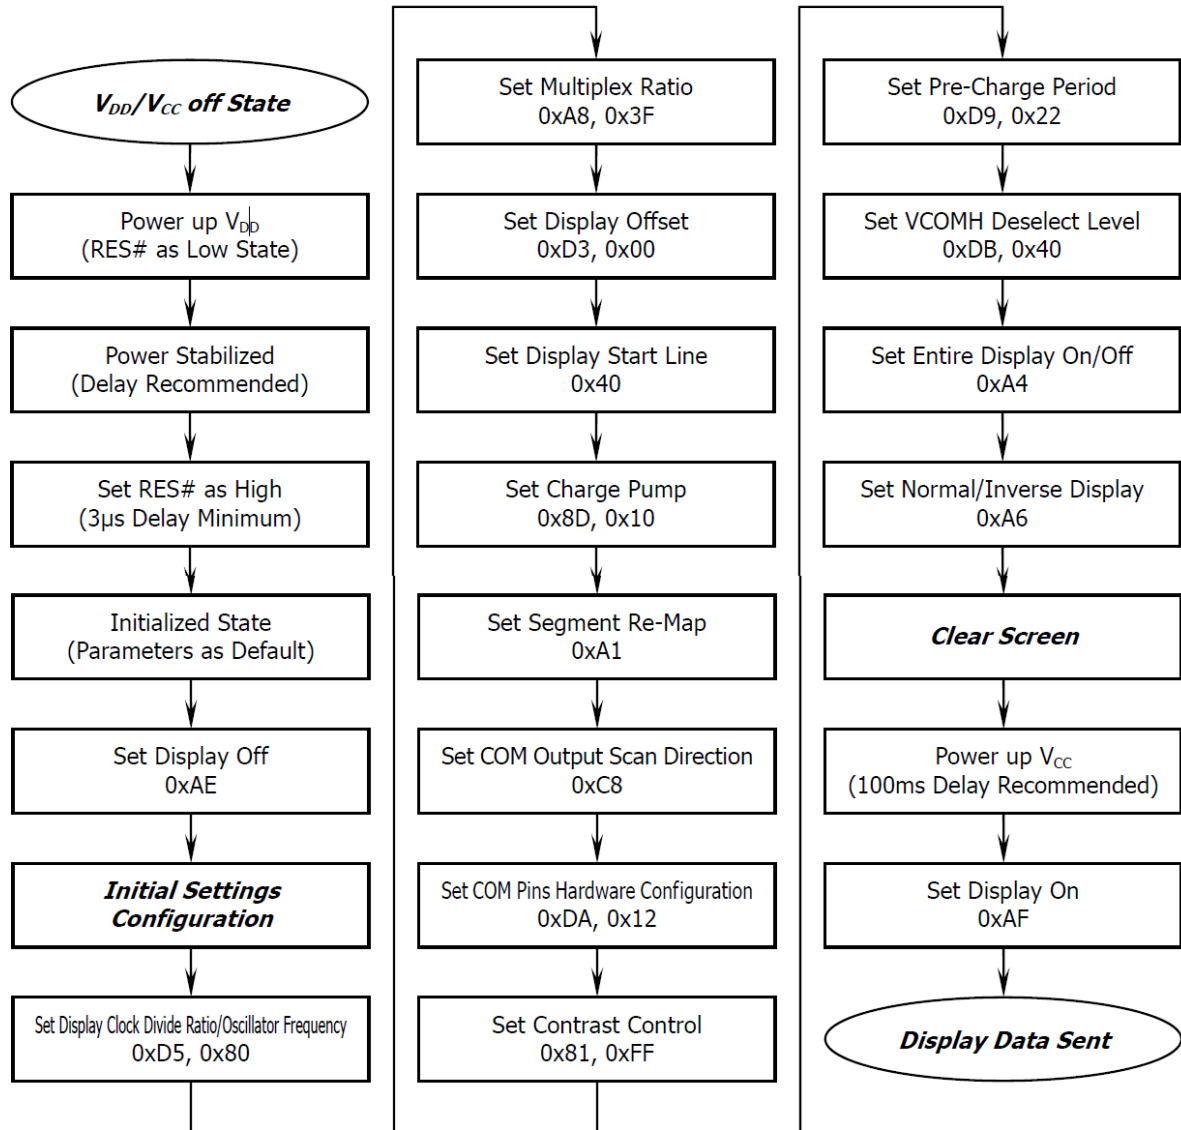 V_DD/V_CC off State
Power up V_DD
(RES# as Low State)
Power Stabilized
(Delay Recommended)
Set RES# as High
(3μs Delay Minimum)
Initialized State
(Parameters as Default)
Set Display Off
0xAE
Initial Settings
Configuration
Set Display Clock Divide Ratio/Oscillator Frequency
0xD5, 0x80
Set Multiplex Ratio
0xA8, 0x3F
Set Display Offset
0xD3, 0x00
Set Display Start Line
0x40
Set Charge Pump
0x8D, 0x10
Set Segment Re-Map
0xA1
Set COM Output Scan Direction
0xC8
Set COM Pins Hardware Configuration
0xDA, 0x12
Set Contrast Control
0x81, 0xFF
Set Pre-Charge Period
0xD9, 0x22
Set VCOMH Deselect Level
0xDB, 0x40
Set Entire Display On/Off
0xA4
Set Normal/Inverse Display
0xA6
Clear Screen
Power up V_CC
(100ms Delay Recommended)
Set Display On
0xAF
Display Data Sent